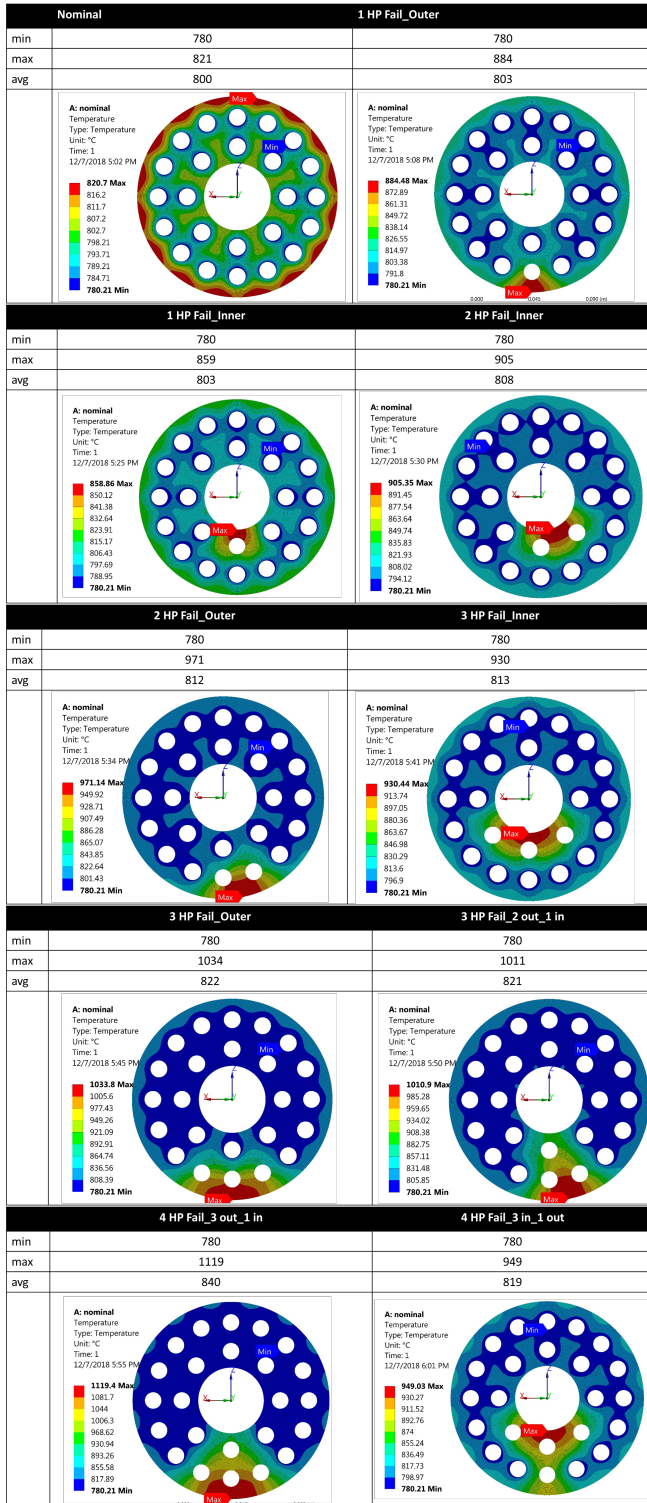 Nominal 1 HP Fail_Outer
min 780 780
max 821 884
avg 800 803
A: nominal
Temperature
Type: Temperature
Unit: °C
Time: 1
12/7/2018 5:02 PM
820.7 Max
816.2
811.7
807.2
802.7
798.21
793.71
789.21
784.71
780.21 Min
Max
Min
Z
X
Y
A: nominal
Temperature
Type: Temperature
Unit: °C
Time: 1
12/7/2018 5:08 PM
884.48 Max
872.89
861.31
849.72
838.14
826.55
814.97
803.38
791.8
780.21 Min
Min
Z
X
Y
Max
0.000 0.045 0.090 (m)
1 HP Fail_Inner 2 HP Fail_Inner
min 780 780
max 859 905
avg 803 808
A: nominal
Temperature
Type: Temperature
Unit: °C
Time: 1
12/7/2018 5:25 PM
858.86 Max
850.12
841.38
832.64
823.91
815.17
806.43
797.69
788.95
780.21 Min
Min
Z
X
Y
Max
A: nominal
Temperature
Type: Temperature
Unit: °C
Time: 1
12/7/2018 5:30 PM
905.35 Max
891.45
877.54
863.64
849.74
835.83
821.93
808.02
794.12
780.21 Min
Min
Z
X
Y
Max
2 HP Fail_Outer 3 HP Fail_Inner
min 780 780
max 971 930
avg 812 813
A: nominal
Temperature
Type: Temperature
Unit: °C
Time: 1
12/7/2018 5:34 PM
971.14 Max
949.92
928.71
907.49
886.28
865.07
843.85
822.64
801.43
780.21 Min
Min
Z
X
Y
Max
A: nominal
Temperature
Type: Temperature
Unit: °C
Time: 1
12/7/2018 5:41 PM
930.44 Max
913.74
897.05
880.36
863.67
846.98
830.29
813.6
796.9
780.21 Min
Min
Z
X
Y
Max
3 HP Fail_Outer 3 HP Fail_2 out_1 in
min 780 780
max 1034 1011
avg 822 821
A: nominal
Temperature
Type: Temperature
Unit: °C
Time: 1
12/7/2018 5:45 PM
1033.8 Max
1005.6
977.43
949.26
921.09
892.91
864.74
836.56
808.39
780.21 Min
Min
Z
X
Y
Max
A: nominal
Temperature
Type: Temperature
Unit: °C
Time: 1
12/7/2018 5:50 PM
1010.9 Max
985.28
959.65
934.02
908.38
882.75
857.11
831.48
805.85
780.21 Min
Min
Z
X
Y
Max
4 HP Fail_3 out_1 in 4 HP Fail_3 in_1 out
min 780 780
max 1119 949
avg 840 819
A: nominal
Temperature
Type: Temperature
Unit: °C
Time: 1
12/7/2018 5:55 PM
1119.4 Max
1081.7
1044
1006.3
968.62
930.94
893.26
855.58
817.89
780.21 Min
Min
Z
X
Y
Max
A: nominal
Temperature
Type: Temperature
Unit: °C
Time: 1
12/7/2018 6:01 PM
949.03 Max
930.27
911.52
892.76
874
855.24
836.49
817.73
798.97
780.21 Min
Min
Z
X
Y
Max